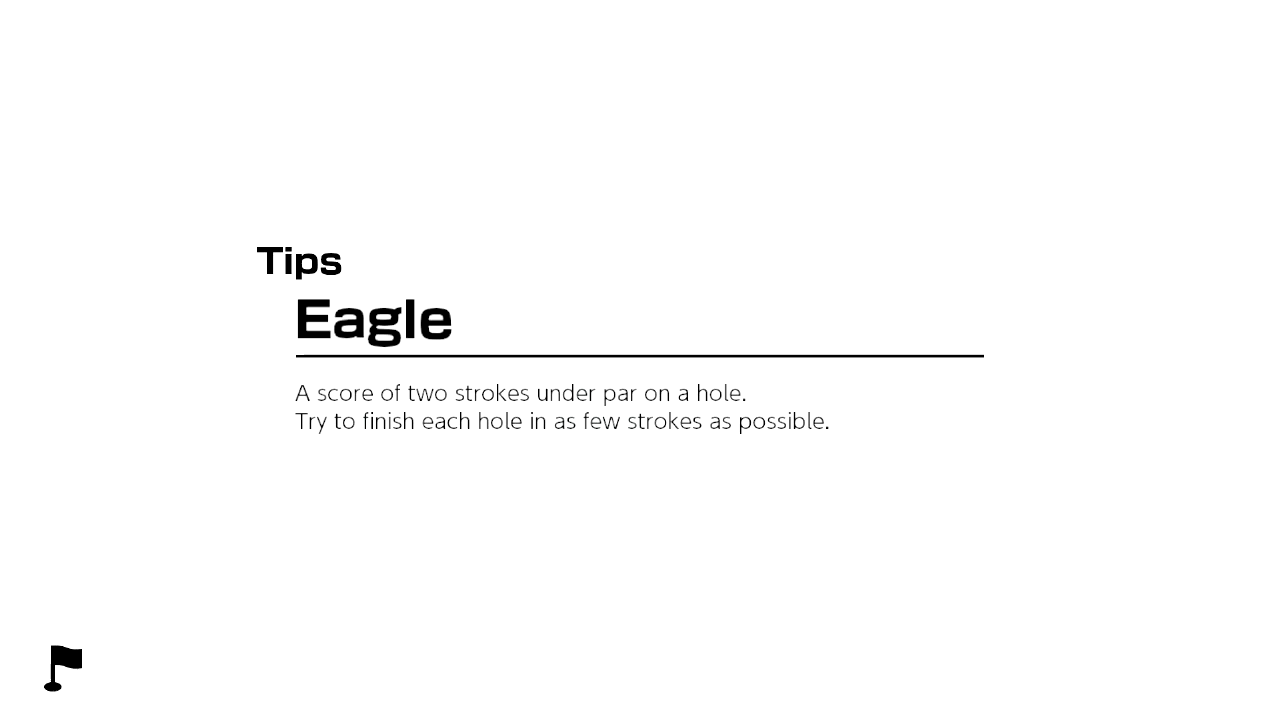 Tips
Eagle
A score of two strokes under par on a hole.
Try to finish each hole in as few strokes as possible.